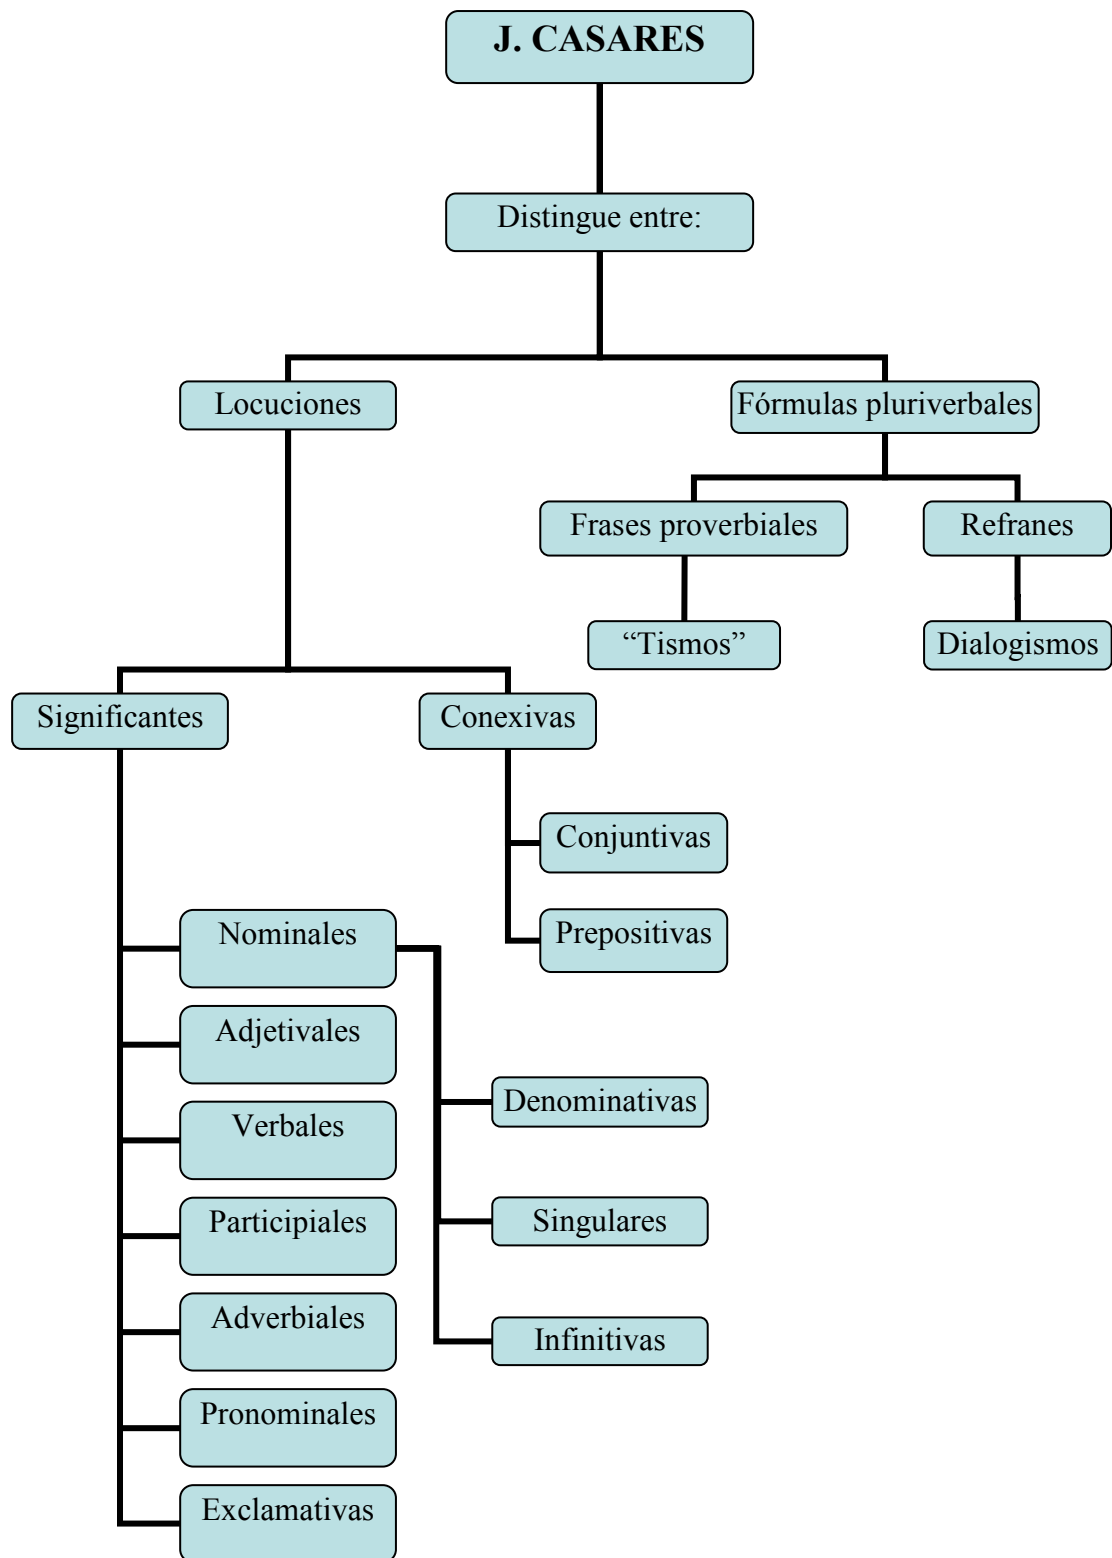 J. CASARES
Distingue entre:
Locuciones
Fórmulas pluriverbales
Frases proverbiales
Refranes
“Tismos”
Dialogismos
Significantes
Conexivas
Conjuntivas
Prepositivas
Nominales
Adjetivales
Verbales
Participiales
Adverbiales
Pronominales
Exclamativas
Denominativas
Singulares
Infinitivas